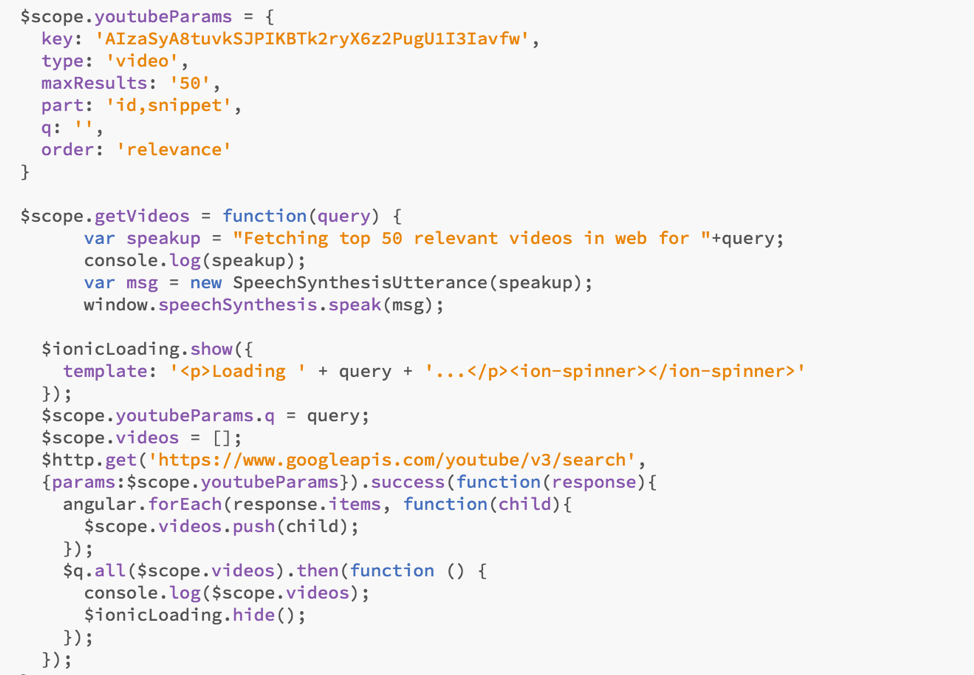 $scope.youtubeParams = {
key: 'AIzaSyA8tuvkSJPIKBTk2ryX6z2PugU1I3Iavfw',
type: 'video',
maxResults: '50',
part: 'id,snippet',
q: '',
order: 'relevance'
}
$scope.getVideos = function(query) {
var speakup = "Fetching top 50 relevant videos in web for "+query;
console.log(speakup);
var msg = new SpeechSynthesisUtterance(speakup);
window.speechSynthesis.speak(msg);
$ionicLoading.show({
template: '<p>Loading ' + query + '...</p><ion-spinner></ion-spinner>'
});
$scope.youtubeParams.q = query;
$scope.videos = [];
$http.get('https://www.googleapis.com/youtube/v3/search',
{params:$scope.youtubeParams}).success(function(response){
angular.forEach(response.items, function(child){
$scope.videos.push(child);
});
$q.all($scope.videos).then(function () {
console.log($scope.videos);
$ionicLoading.hide();
});
});